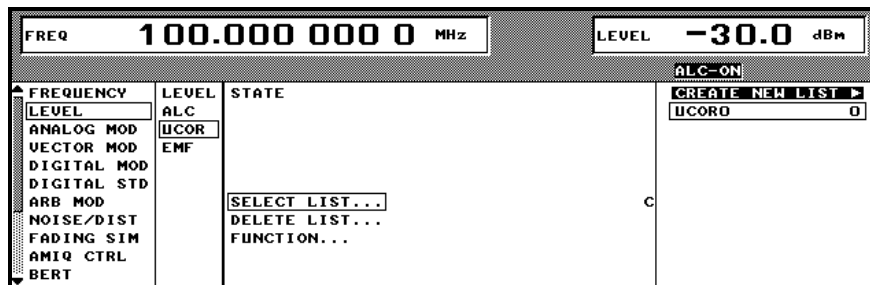 FREQ 100.000 000 0 MHz
LEVEL -30.0 dBm
ALC-ON
FREQUENCY
LEVEL
ANALOG MOD
VECTOR MOD
DIGITAL MOD
DIGITAL STD
ARB MOD
NOISE/DIST
FADING SIM
AMIQ CTRL
BERT
LEVEL
ALC
UCOR
EMF
STATE
SELECT LIST... C
DELETE LIST...
FUNCTION...
CREATE NEW LIST ►
UCOR0 0